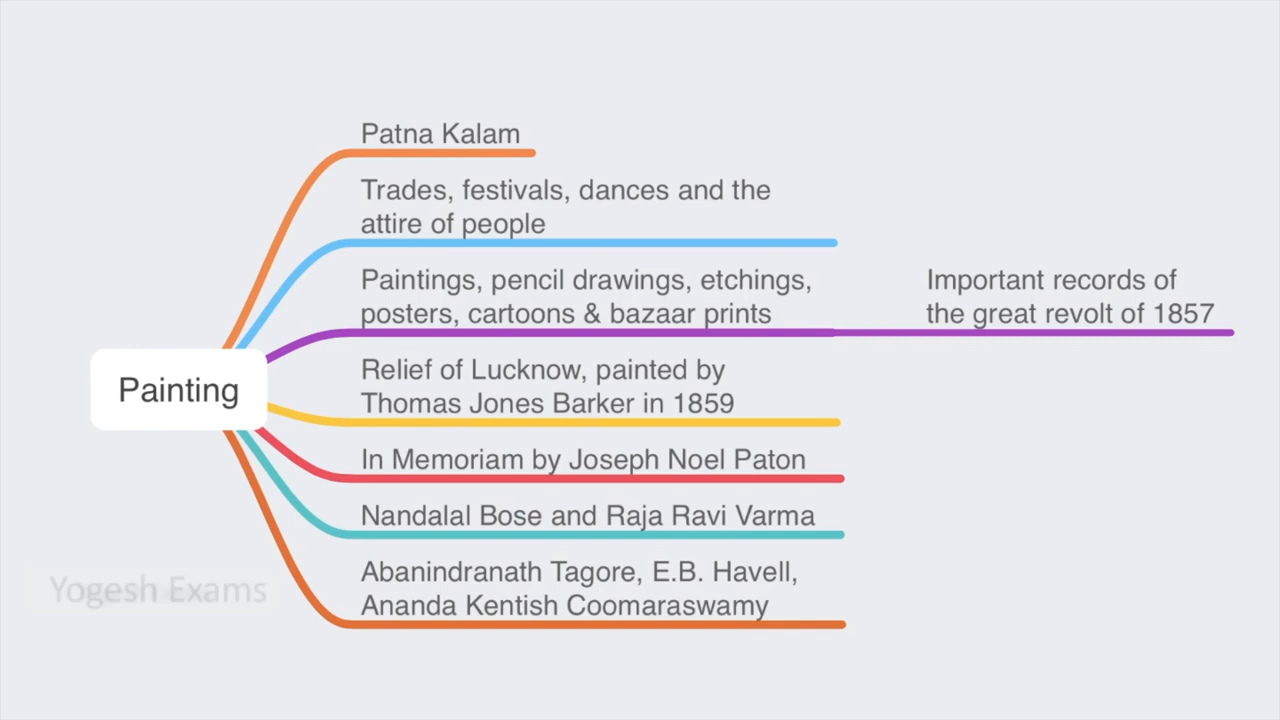 Patna Kalam
Trades, festivals, dances and the
attire of people
Paintings, pencil drawings, etchings,
posters, cartoons & bazaar prints
Important records of
the great revolt of 1857
Painting
Relief of Lucknow, painted by
Thomas Jones Barker in 1859
In Memoriam by Joseph Noel Paton
Nandalal Bose and Raja Ravi Varma
Abanindranath Tagore, E.B. Havell,
Ananda Kentish Coomaraswamy
Yogesh Exams